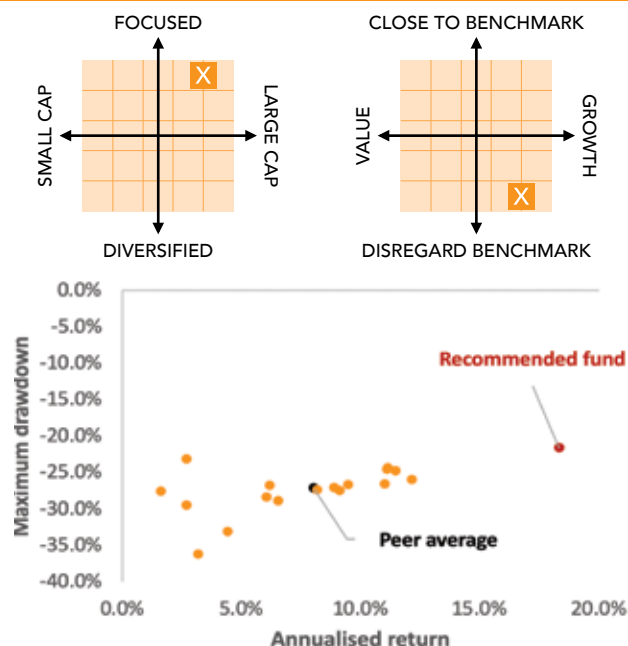 FOCUSED
SMALL CAP
X
LARGE CAP
DIVERSIFIED
CLOSE TO BENCHMARK
VALUE
X
GROWTH
DISREGARD BENCHMARK
Maximum drawdown
0.0%
-5.0%
-10.0%
-15.0%
-20.0%
-25.0%
-30.0%
-35.0%
-40.0%
Recommended fund
Peer average
0.0% 5.0% 10.0% 15.0% 20.0%
Annualised return